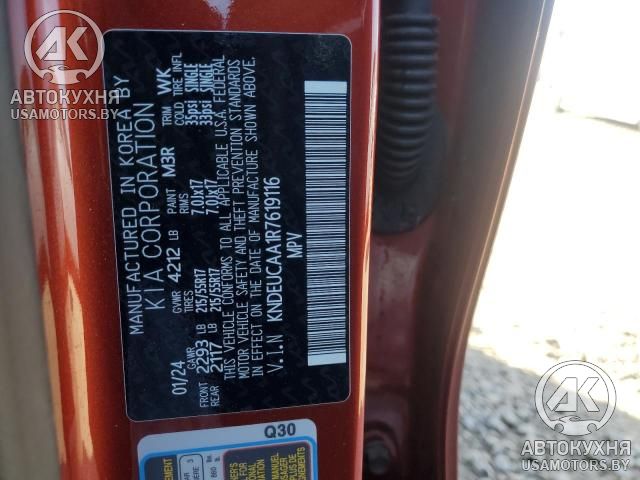 MANUFACTURED IN KOREA BY
KIA CORPORATION
01/24 GVWR 4212 LB PAINT M3R TRIM WK
GAWR TIRES COLD TIRE INFL
FRONT 2293 LB 215/55R17 7.0Jx17 35psi SINGLE
REAR 2117 LB 215/55R17 7.0Jx17 33psi SINGLE
THIS VEHICLE CONFORMS TO ALL APPLICABLE U.S.A. FEDERAL
MOTOR VEHICLE SAFETY AND THEFT PREVENTION STANDARDS
IN EFFECT ON THE DATE OF MANUFACTURE SHOWN ABOVE.
V.I.N KNDEUCAA1R7619116
MPV
Q30
AK
АВТОКУХНЯ
USAMOTORS.BY
AK
АВТОКУХНЯ
USAMOTORS.BY